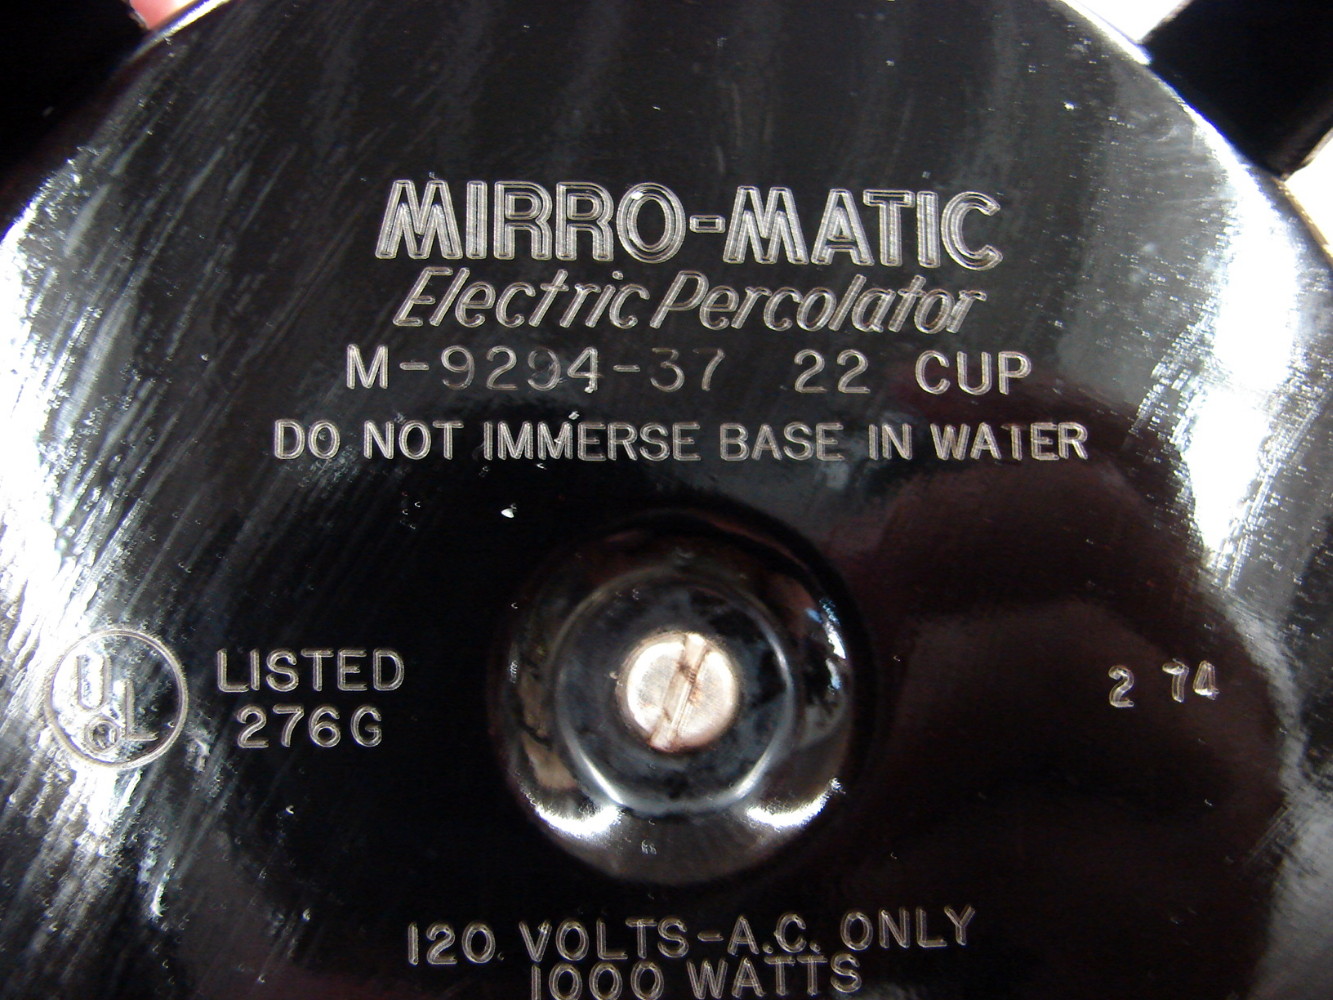 MIRRO-MATIC
Electric Percolator
M-9294-37 22 CUP
DO NOT IMMERSE BASE IN WATER
UL LISTED
276G
2 74
120 VOLTS-A.C. ONLY
1000 WATTS